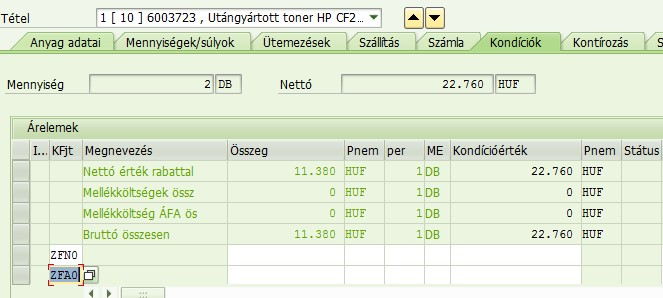 Tétel 1 [ 10 ] 6003723 , Utángyártott toner HP CF2...
Anyag adatai Mennyiségek/súlyok Ütemezések Szállítás Számla Kondíciók Kontírozás S
Mennyiség 2 DB Nettó 22.760 HUF
Árelemek
I... KFjt Megnevezés Összeg Pnem per ME Kondícióérték Pnem Státus
Nettó érték rabattal 11.380 HUF 1 DB 22.760 HUF
Mellékköltségek össz 0 HUF 1 DB 0 HUF
Mellékköltség ÁFA ös 0 HUF 1 DB 0 HUF
Bruttó összesen 11.380 HUF 1 DB 22.760 HUF
ZFN0
ZFA0